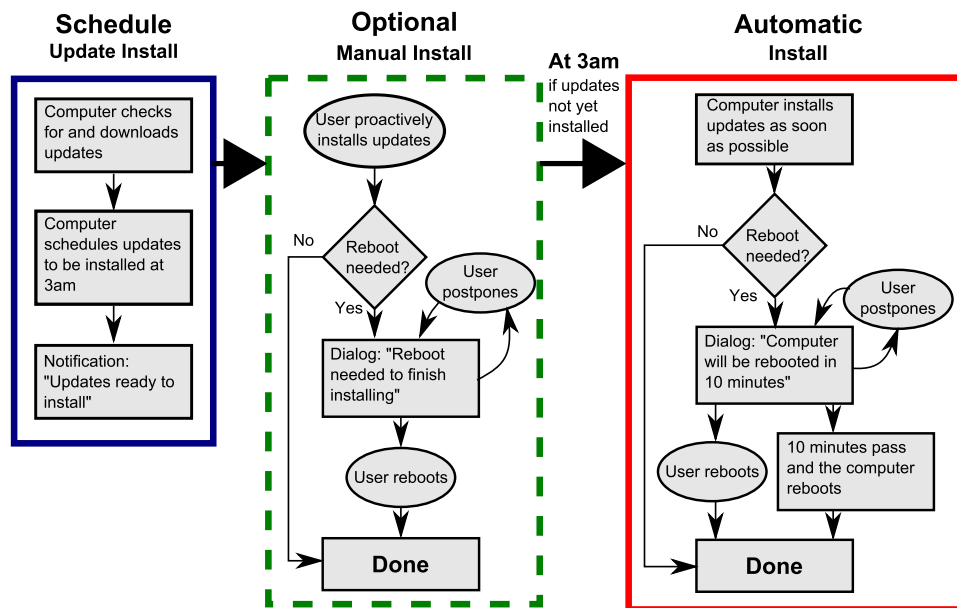 Schedule
Update Install
Computer checks
for and downloads
updates
Computer
schedules updates
to be installed at
3am
Notification:
"Updates ready to
install"
Optional
Manual Install
User proactively
installs updates
Reboot
needed?
No
Yes
User
postpones
Dialog: "Reboot
needed to finish
installing"
User reboots
Done
At 3am
if updates
not yet
installed
Automatic
Install
Computer installs
updates as soon
as possible
Reboot
needed?
No
Yes
User
postpones
Dialog: "Computer
will be rebooted in
10 minutes"
User reboots
10 minutes pass
and the computer
reboots
Done